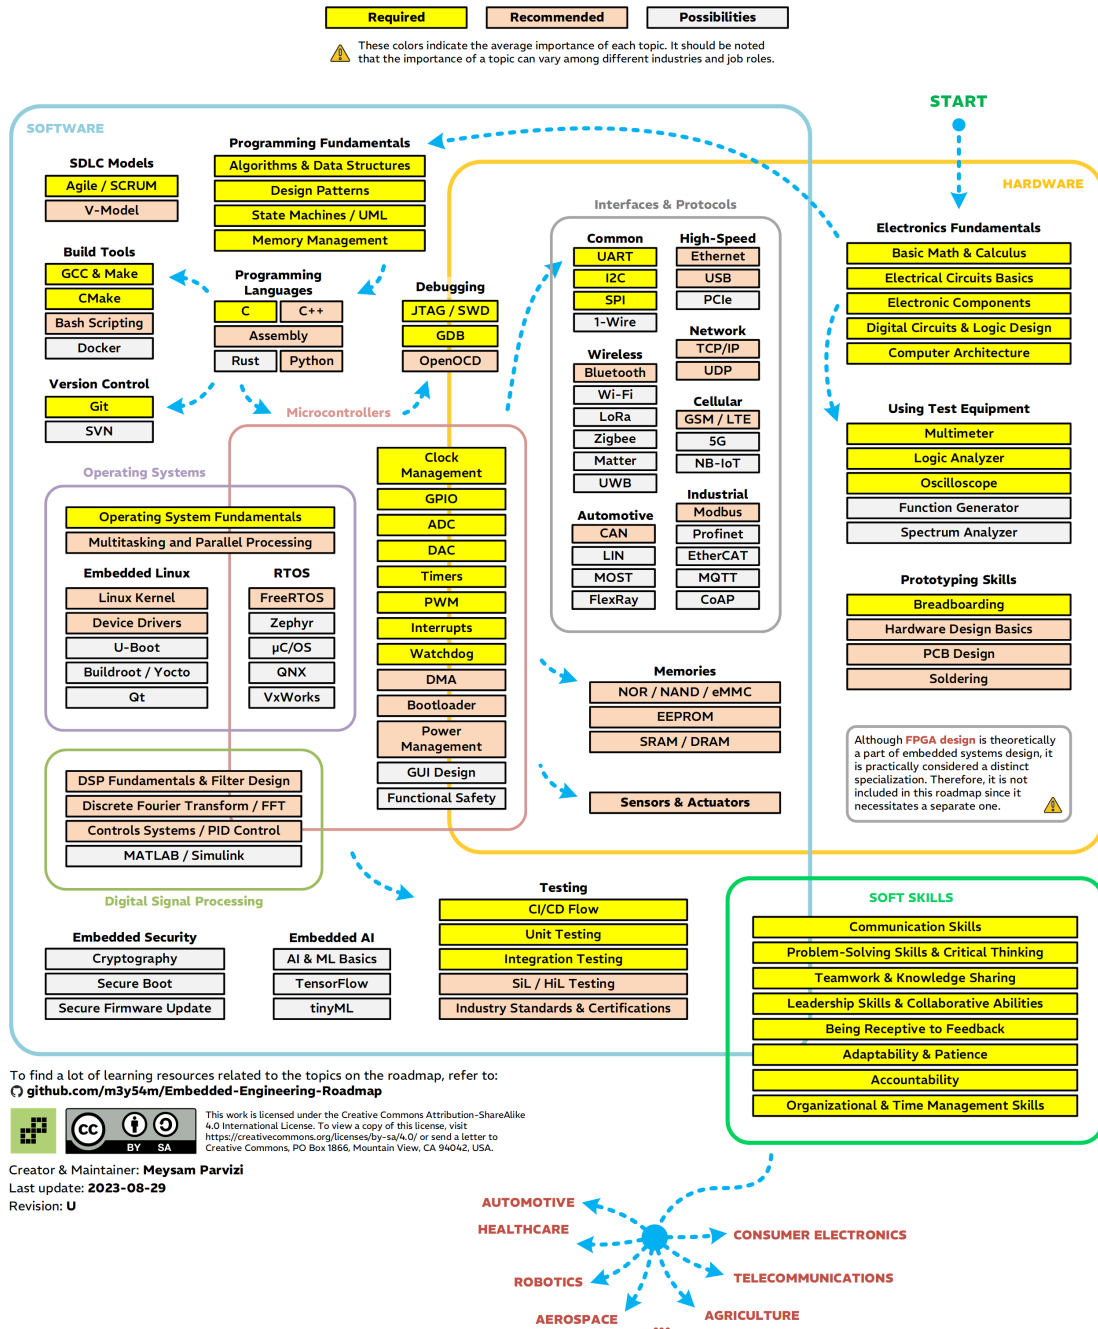 Required
Recommended
Possibilities
These colors indicate the average importance of each topic. It should be noted
that the importance of a topic can vary among different industries and job roles.
START
SOFTWARE
HARDWARE
SDLC Models
Agile / SCRUM
V-Model
Programming Fundamentals
Algorithms & Data Structures
Design Patterns
State Machines / UML
Memory Management
Build Tools
GCC & Make
CMake
Bash Scripting
Docker
Programming
Languages
C
C++
Assembly
Rust
Python
Debugging
JTAG / SWD
GDB
OpenOCD
Version Control
Git
SVN
Microcontrollers
Clock
Management
GPIO
ADC
DAC
Timers
PWM
Interrupts
Watchdog
DMA
Bootloader
Power
Management
GUI Design
Functional Safety
Operating Systems
Operating System Fundamentals
Multitasking and Parallel Processing
Embedded Linux
Linux Kernel
Device Drivers
U-Boot
Buildroot / Yocto
Qt
RTOS
FreeRTOS
Zephyr
µC/OS
QNX
VxWorks
DSP Fundamentals & Filter Design
Discrete Fourier Transform / FFT
Controls Systems / PID Control
MATLAB / Simulink
Digital Signal Processing
Interfaces & Protocols
Common
UART
I2C
SPI
1-Wire
Wireless
Bluetooth
Wi-Fi
LoRa
Zigbee
Matter
UWB
Automotive
CAN
LIN
MOST
FlexRay
High-Speed
Ethernet
USB
PCIe
Network
TCP/IP
UDP
Cellular
GSM / LTE
5G
NB-IoT
Industrial
Modbus
Profinet
EtherCAT
MQTT
CoAP
Memories
NOR / NAND / eMMC
EEPROM
SRAM / DRAM
Sensors & Actuators
Electronics Fundamentals
Basic Math & Calculus
Electrical Circuits Basics
Electronic Components
Digital Circuits & Logic Design
Computer Architecture
Using Test Equipment
Multimeter
Logic Analyzer
Oscilloscope
Function Generator
Spectrum Analyzer
Prototyping Skills
Breadboarding
Hardware Design Basics
PCB Design
Soldering
Although FPGA design is theoretically
a part of embedded systems design, it
is practically considered a distinct
specialization. Therefore, it is not
included in this roadmap since it
necessitates a separate one.
Embedded Security
Cryptography
Secure Boot
Secure Firmware Update
Embedded AI
AI & ML Basics
TensorFlow
tinyML
Testing
CI/CD Flow
Unit Testing
Integration Testing
SiL / HiL Testing
Industry Standards & Certifications
SOFT SKILLS
Communication Skills
Problem-Solving Skills & Critical Thinking
Teamwork & Knowledge Sharing
Leadership Skills & Collaborative Abilities
Being Receptive to Feedback
Adaptability & Patience
Accountability
Organizational & Time Management Skills
To find a lot of learning resources related to the topics on the roadmap, refer to:
github.com/m3y54m/Embedded-Engineering-Roadmap
CC
BY SA
This work is licensed under the Creative Commons Attribution-ShareAlike
4.0 International License. To view a copy of this license, visit
https://creativecommons.org/licenses/by-sa/4.0/ or send a letter to
Creative Commons, PO Box 1866, Mountain View, CA 94042, USA.
Creator & Maintainer: Meysam Parvizi
Last update: 2023-08-29
Revision: U
AUTOMOTIVE
HEALTHCARE
ROBOTICS
AEROSPACE
...
CONSUMER ELECTRONICS
TELECOMMUNICATIONS
AGRICULTURE